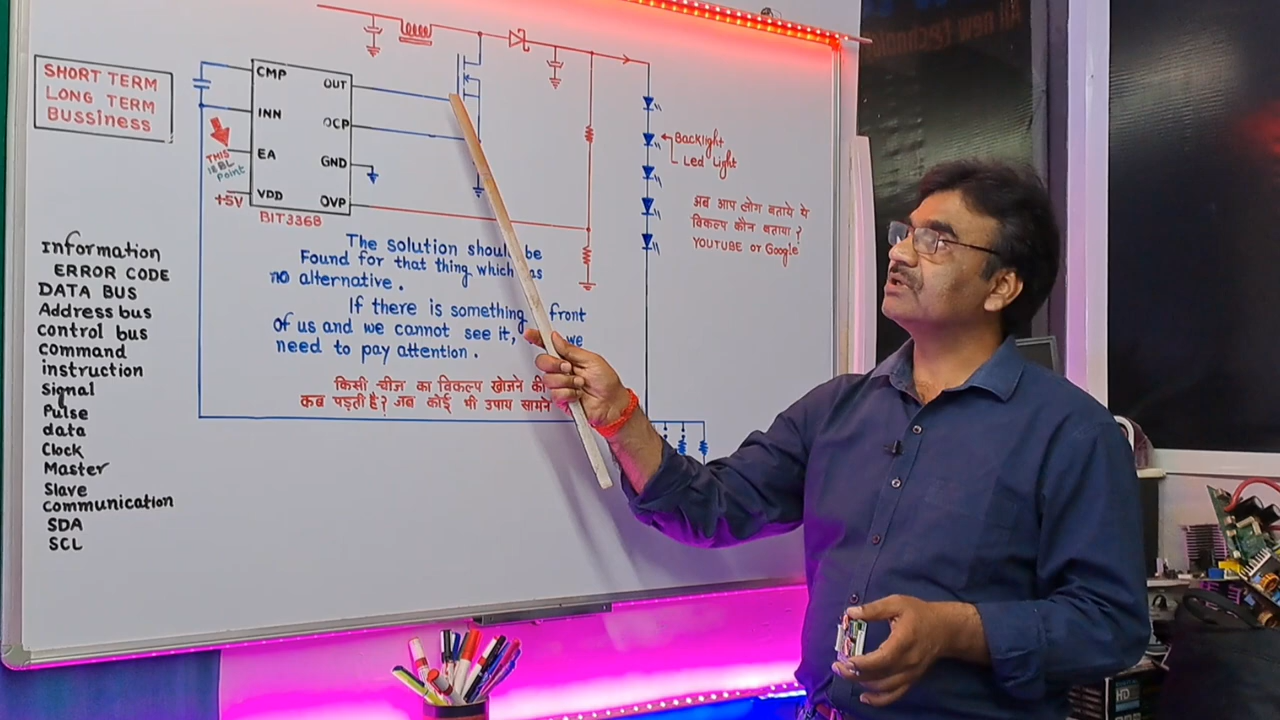 SHORT TERM
LONG TERM
Bussiness
CMP
INN
EA
VDD
OUT
OCP
GND
OVP
THIS
IS BL
Point
+5V
BIT3368
Backlight
Led Light
अब आप लोग बताये ये
विकल्प कौन बताया ?
YOUTUBE or Google
Information
ERROR CODE
DATA BUS
Address bus
control bus
command
instruction
Signal
Pulse
data
Clock
Master
Slave
communication
SDA
SCL
The solution should be
Found for that thing which
no alternative.
If there is something front
of us and we cannot see it, we
need to pay attention.
किसी चीज का विकल्प खोजने की
कब पड़ती है? जब कोई भी उपाय सामने
All new
HD